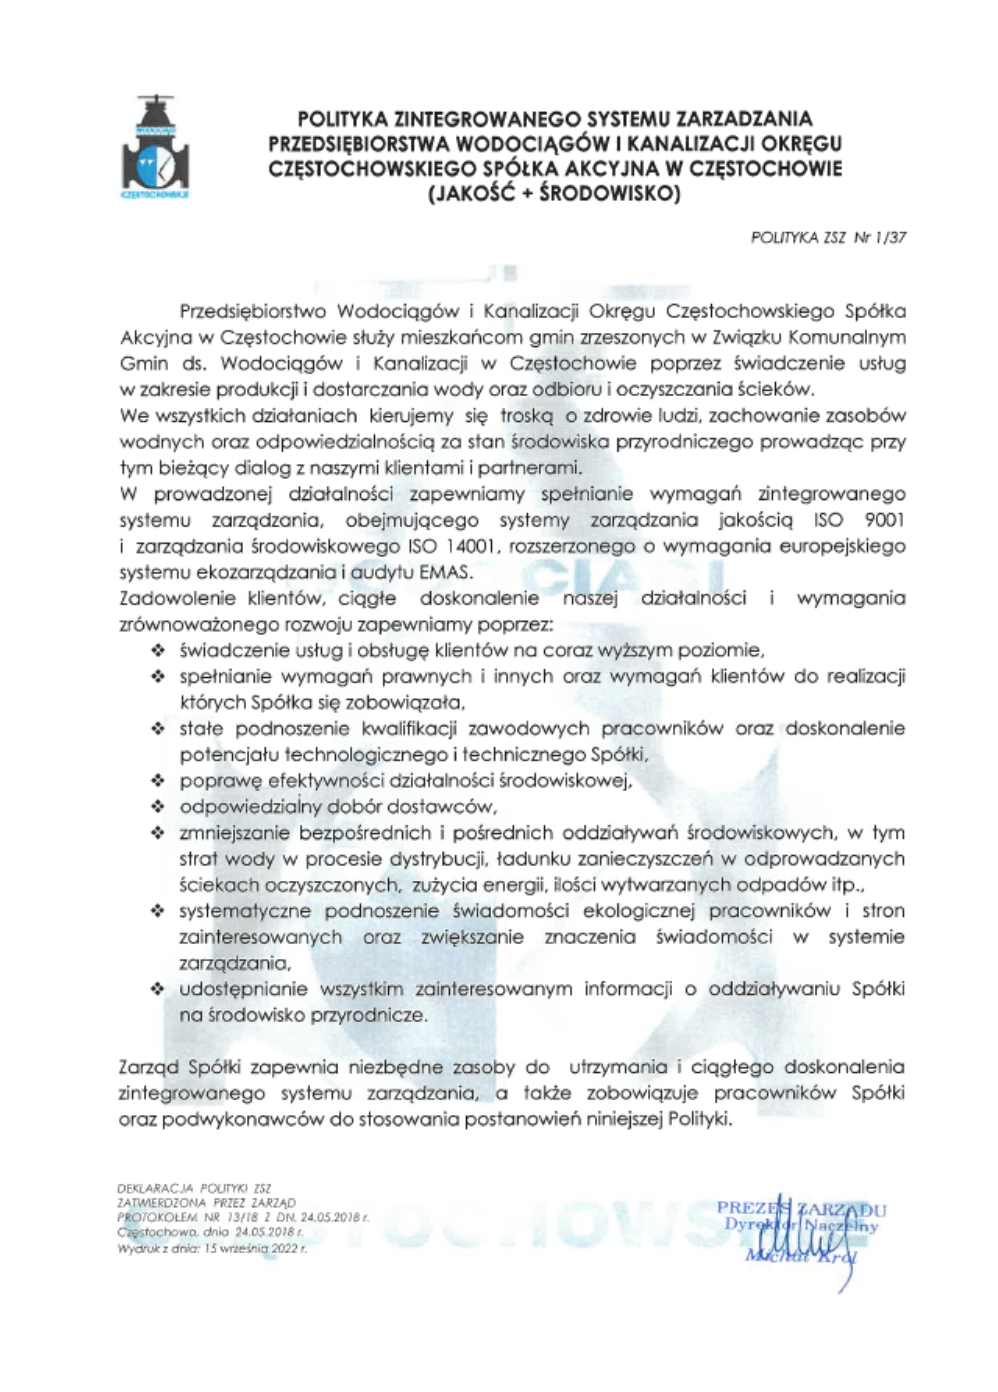 WODOCIĄGI
CZĘSTOCHOWSKIE
POLITYKA ZINTEGROWANEGO SYSTEMU ZARZADZANIA
PRZEDSIĘBIORSTWA WODOCIĄGÓW I KANALIZACJI OKRĘGU
CZĘSTOCHOWSKIEGO SPÓŁKA AKCYJNA W CZĘSTOCHOWIE
(JAKOŚĆ + ŚRODOWISKO)
POLITYKA ZSZ Nr 1/37
Przedsiębiorstwo Wodociągów i Kanalizacji Okręgu Częstochowskiego Spółka
Akcyjna w Częstochowie służy mieszkańcom gmin zrzeszonych w Związku Komunalnym
Gmin ds. Wodociągów i Kanalizacji w Częstochowie poprzez świadczenie usług
w zakresie produkcji i dostarczania wody oraz odbioru i oczyszczania ścieków.
We wszystkich działaniach kierujemy się troską o zdrowie ludzi, zachowanie zasobów
wodnych oraz odpowiedzialnością za stan środowiska przyrodniczego prowadząc przy
tym bieżący dialog z naszymi klientami i partnerami.
W prowadzonej działalności zapewniamy spełnianie wymagań zintegrowanego
systemu zarządzania, obejmującego systemy zarządzania jakością ISO 9001
i zarządzania środowiskowego ISO 14001, rozszerzonego o wymagania europejskiego
systemu ekozarządzania i audytu EMAS.
Zadowolenie klientów, ciągłe doskonalenie naszej działalności i wymagania
zrównoważonego rozwoju zapewniamy poprzez:
❖ świadczenie usług i obsługę klientów na coraz wyższym poziomie,
❖ spełnianie wymagań prawnych i innych oraz wymagań klientów do realizacji
których Spółka się zobowiązała,
❖ stałe podnoszenie kwalifikacji zawodowych pracowników oraz doskonalenie
potencjału technologicznego i technicznego Spółki,
❖ poprawę efektywności działalności środowiskowej,
❖ odpowiedzialny dobór dostawców,
❖ zmniejszanie bezpośrednich i pośrednich oddziaływań środowiskowych, w tym
strat wody w procesie dystrybucji, ładunku zanieczyszczeń w odprowadzanych
ściekach oczyszczonych, zużycia energii, ilości wytwarzanych odpadów itp.,
❖ systematyczne podnoszenie świadomości ekologicznej pracowników i stron
zainteresowanych oraz zwiększanie znaczenia świadomości w systemie
zarządzania,
❖ udostępnianie wszystkim zainteresowanym informacji o oddziaływaniu Spółki
na środowisko przyrodnicze.
Zarząd Spółki zapewnia niezbędne zasoby do utrzymania i ciągłego doskonalenia
zintegrowanego systemu zarządzania, a także zobowiązuje pracowników Spółki
oraz podwykonawców do stosowania postanowień niniejszej Polityki.
DEKLARACJA POLITYKI ZSZ
ZATWIERDZONA PRZEZ ZARZĄD
PROTOKOŁEM NR 13/18 Z DN. 24.05.2018 r.
Częstochowa, dnia 24.05.2018 r.
Wydruk z dnia: 15 września 2022 r.
PREZES ZARZĄDU
Dyrektor Naczelny
Michał Król